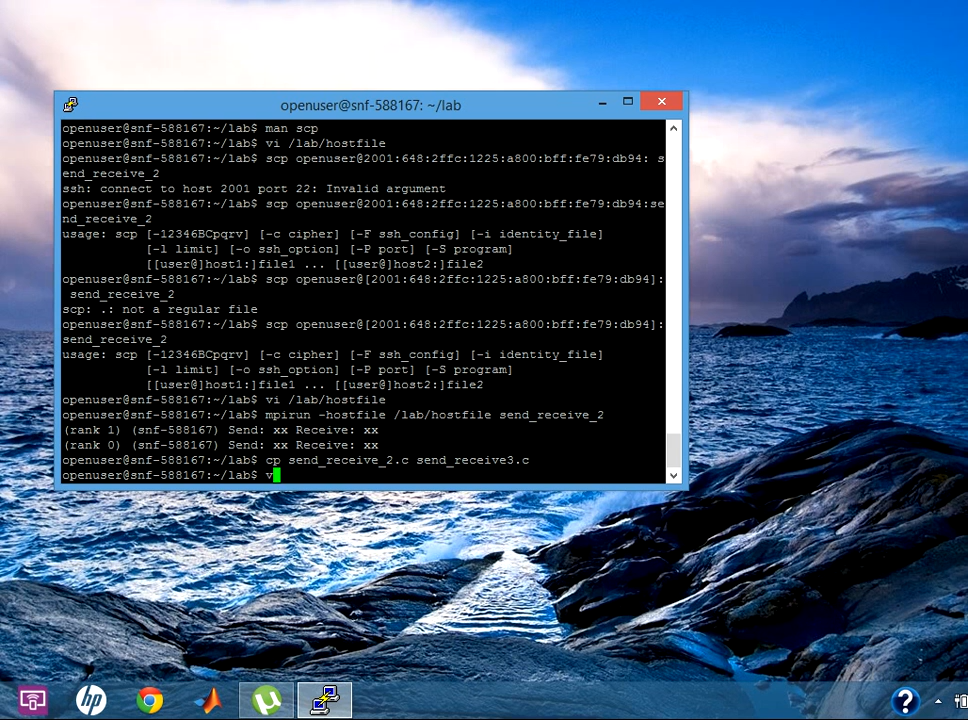 openuser@snf-588167: ~/lab
openuser@snf-588167:~/lab$ man scp
openuser@snf-588167:~/lab$ vi /lab/hostfile
openuser@snf-588167:~/lab$ scp openuser@2001:648:2ffc:1225:a800:bff:fe79:db94: s
end_receive_2
ssh: connect to host 2001 port 22: Invalid argument
openuser@snf-588167:~/lab$ scp openuser@2001:648:2ffc:1225:a800:bff:fe79:db94:se
nd_receive_2
usage: scp [-12346BCpqrv] [-c cipher] [-F ssh_config] [-i identity_file]
[-l limit] [-o ssh_option] [-P port] [-S program]
[[user@]host1:]file1 ... [[user@]host2:]file2
openuser@snf-588167:~/lab$ scp openuser@[2001:648:2ffc:1225:a800:bff:fe79:db94]:
send_receive_2
scp: .: not a regular file
openuser@snf-588167:~/lab$ scp openuser@[2001:648:2ffc:1225:a800:bff:fe79:db94]:
send_receive_2
usage: scp [-12346BCpqrv] [-c cipher] [-F ssh_config] [-i identity_file]
[-l limit] [-o ssh_option] [-P port] [-S program]
[[user@]host1:]file1 ... [[user@]host2:]file2
openuser@snf-588167:~/lab$ vi /lab/hostfile
openuser@snf-588167:~/lab$ mpirun -hostfile /lab/hostfile send_receive_2
(rank 1) (snf-588167) Send: xx Receive: xx
(rank 0) (snf-588167) Send: xx Receive: xx
openuser@snf-588167:~/lab$ cp send_receive_2.c send_receive3.c
openuser@snf-588167:~/lab$ v
hp
µ
?